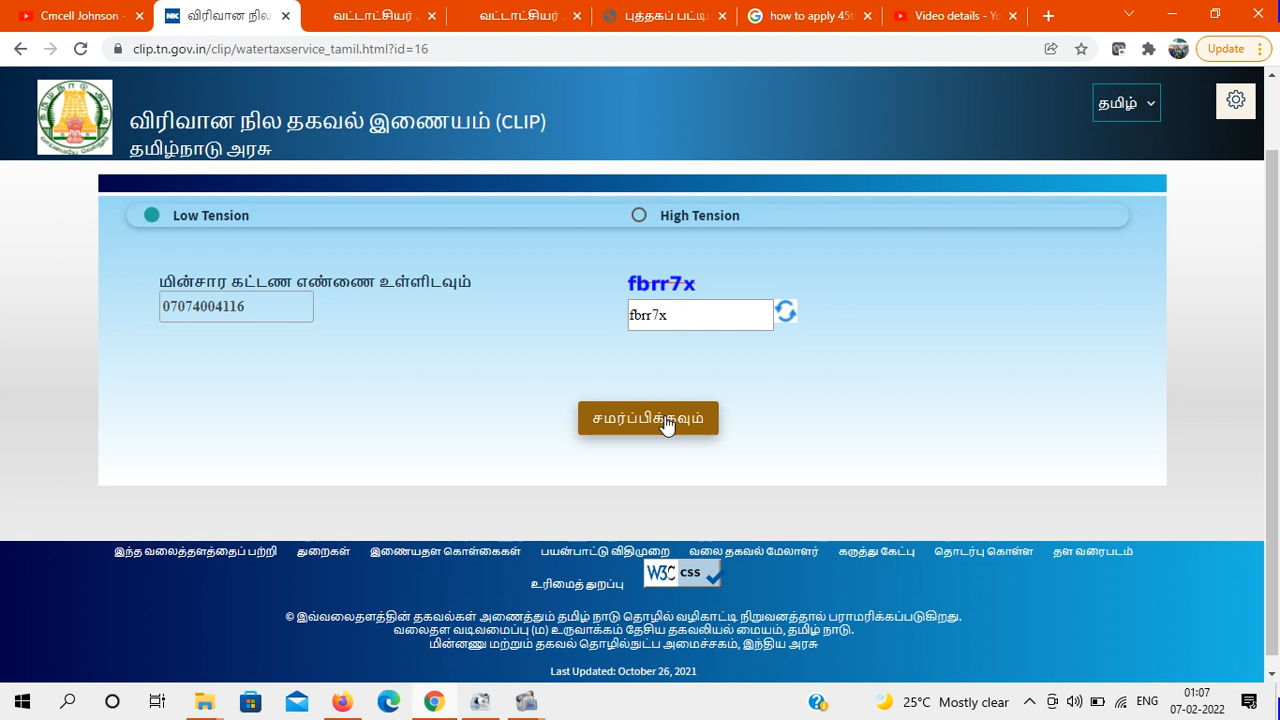 Cmcell Johnson -
விரிவான நில
வட்டாட்சியர்
வட்டாட்சியர்
புத்தகப் பட்டி
how to apply 45t
Video details - Yo
clip.tn.gov.in/clip/watertaxservice_tamil.html?id=16
Update
விரிவான நில தகவல் இணையம் (CLIP)
தமிழ்நாடு அரசு
தமிழ்
Low Tension
High Tension
மின்சார கட்டண எண்ணை உள்ளிடவும்
07074004116
fbrr7x
fbrr7x
சமர்ப்பிக்கவும்
இந்த வலைத்தளத்தைப் பற்றி துறைகள் இணையதள கொள்கைகள் பயன்பாட்டு விதிமுறை வலை தகவல் மேலாளர் கருத்து கேட்பு தொடர்பு கொள்ள தள வரைபடம்
உரிமைத் துறப்பு W3C css
© இவ்வலைதளத்தின் தகவல்கள் அனைத்தும் தமிழ் நாடு தொழில் வழிகாட்டி நிறுவனத்தால் பராமரிக்கப்படுகிறது.
வலைதள வடிவமைப்பு (ம) உருவாக்கம் தேசிய தகவலியல் மையம், தமிழ் நாடு.
மின்னணு மற்றும் தகவல் தொழில்நுட்ப அமைச்சகம், இந்திய அரசு
Last Updated: October 26, 2021
25°C Mostly clear
ENG
01:07
07-02-2022